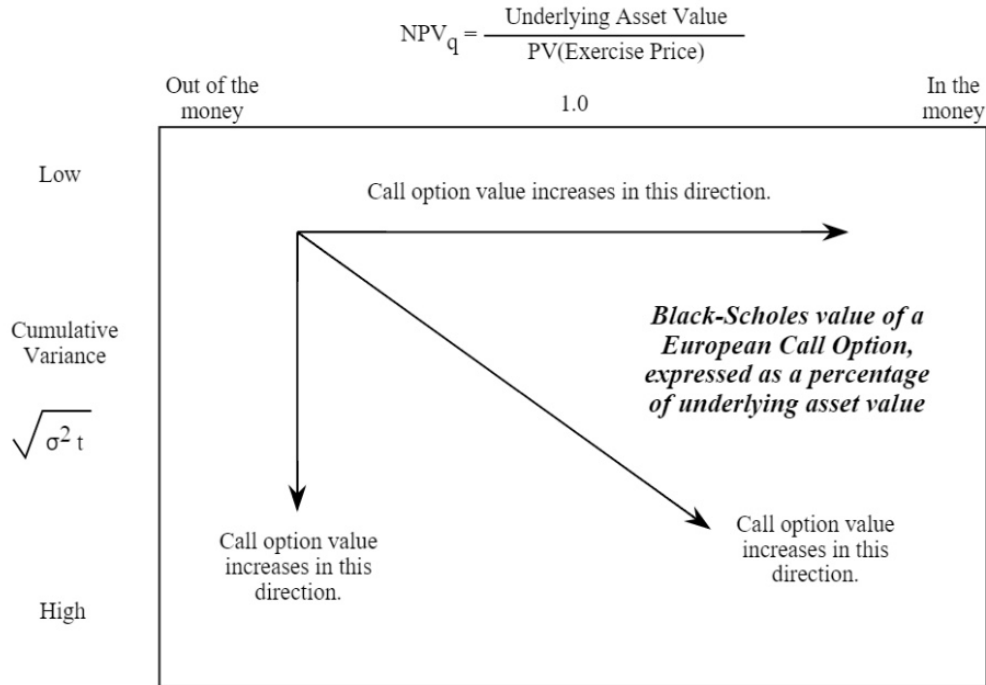 NPVq = Underlying Asset Value / PV(Exercise Price)
Out of the
money
1.0
In the
money
Low
Call option value increases in this direction.
Cumulative
Variance
√σ² t
Black-Scholes value of a
European Call Option,
expressed as a percentage
of underlying asset value
Call option value
increases in this
direction.
Call option value
increases in this
direction.
High